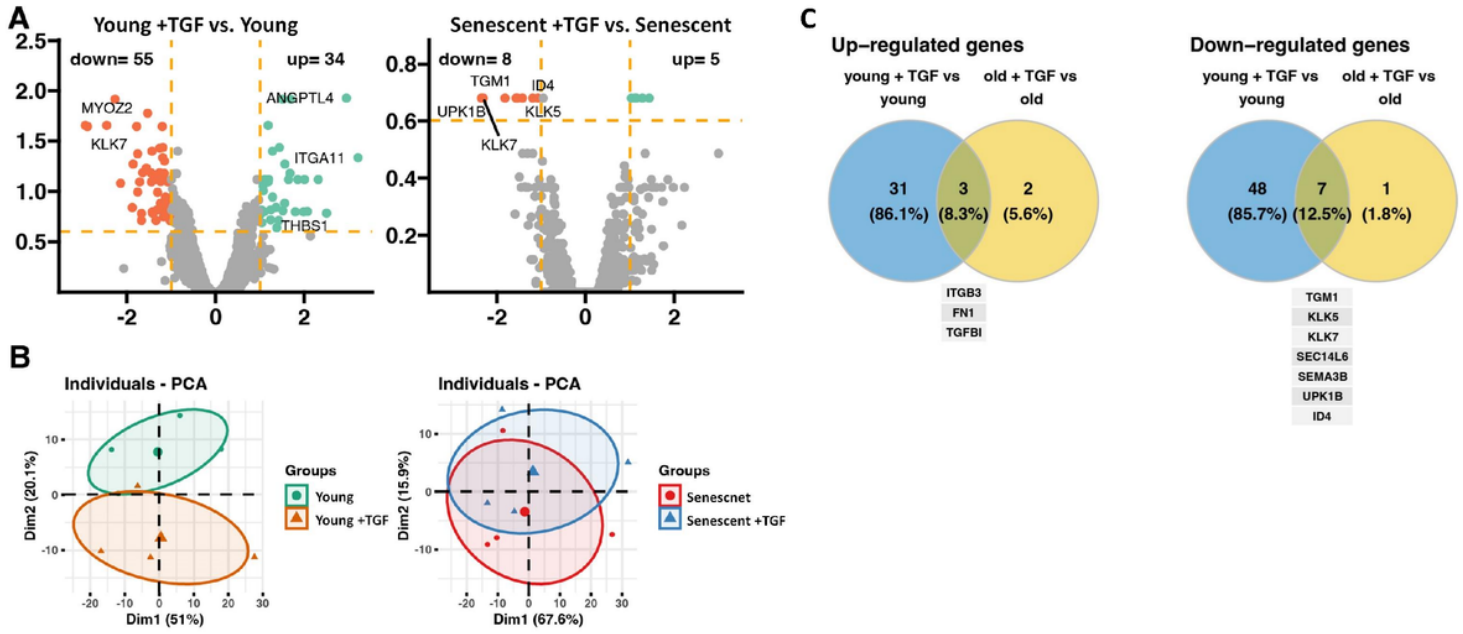 A
Young +TGF vs. Young
down= 55
up= 34
2.5
2.0
1.5
1.0
0.5
MYOZ2
KLK7
ANGPTL4
ITGA11
THBS1
-2
0
2
Senescent +TGF vs. Senescent
down= 8
up= 5
0.8
0.6
0.4
0.2
TGM1
ID4
UPK1B
KLK5
KLK7
-2
0
2
B
Individuals - PCA
Dim2 (20.1%)
10
0
-10
-20
-10
0
10
20
30
Dim1 (51%)
Groups
Young
Young +TGF
Individuals - PCA
Dim2 (15.9%)
10
0
-10
-20
-10
0
10
20
30
Dim1 (67.6%)
Groups
Senescnet
Senescent +TGF
C
Up-regulated genes
young + TGF vs
young
old + TGF vs
old
31
(86.1%)
3
(8.3%)
2
(5.6%)
ITGB3
FN1
TGFBI
Down-regulated genes
young + TGF vs
young
old + TGF vs
old
48
(85.7%)
7
(12.5%)
1
(1.8%)
TGM1
KLK5
KLK7
SEC14L6
SEMA3B
UPK1B
ID4